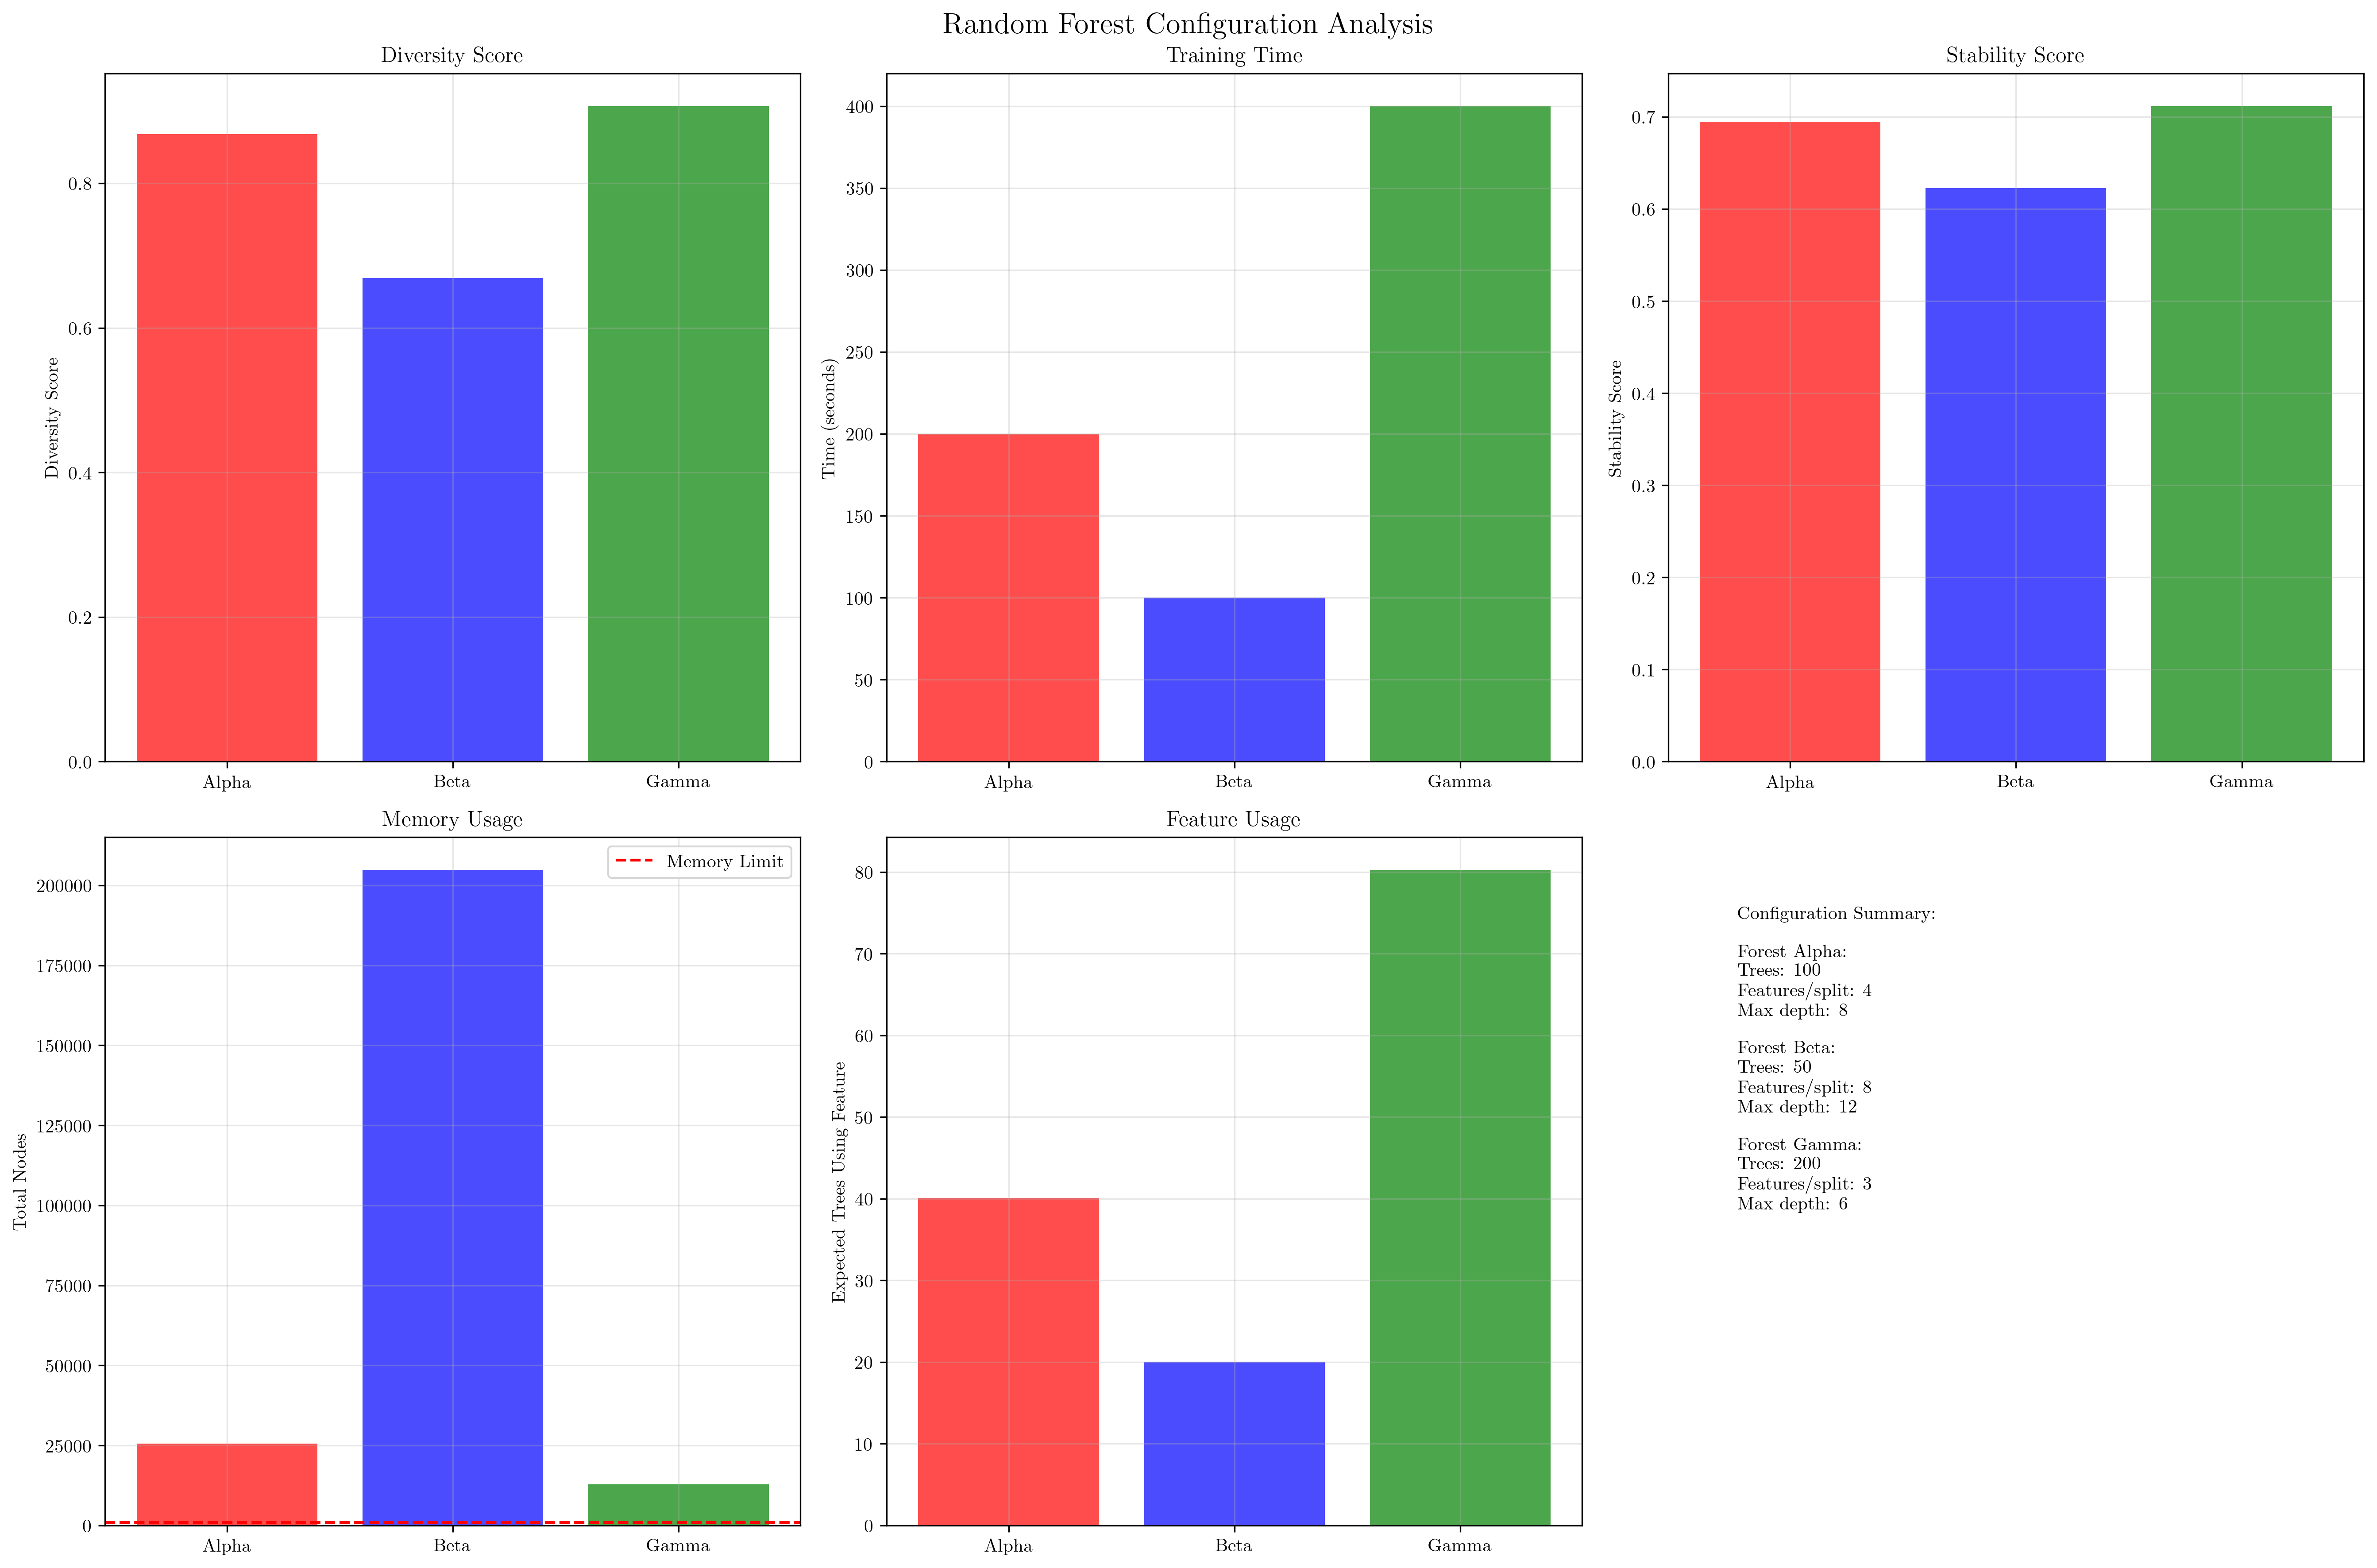 Random Forest Configuration Analysis
Diversity Score
Diversity Score
0.8
0.6
0.4
0.2
0.0
Alpha Beta Gamma
Training Time
Time (seconds)
400
350
300
250
200
150
100
50
0
Alpha Beta Gamma
Stability Score
Stability Score
0.7
0.6
0.5
0.4
0.3
0.2
0.1
0.0
Alpha Beta Gamma
Memory Usage
Memory Limit
Total Nodes
200000
175000
150000
125000
100000
75000
50000
25000
0
Alpha Beta Gamma
Feature Usage
Expected Trees Using Feature
80
70
60
50
40
30
20
10
0
Alpha Beta Gamma
Configuration Summary:
Forest Alpha:
Trees: 100
Features/split: 4
Max depth: 8
Forest Beta:
Trees: 50
Features/split: 8
Max depth: 12
Forest Gamma:
Trees: 200
Features/split: 3
Max depth: 6